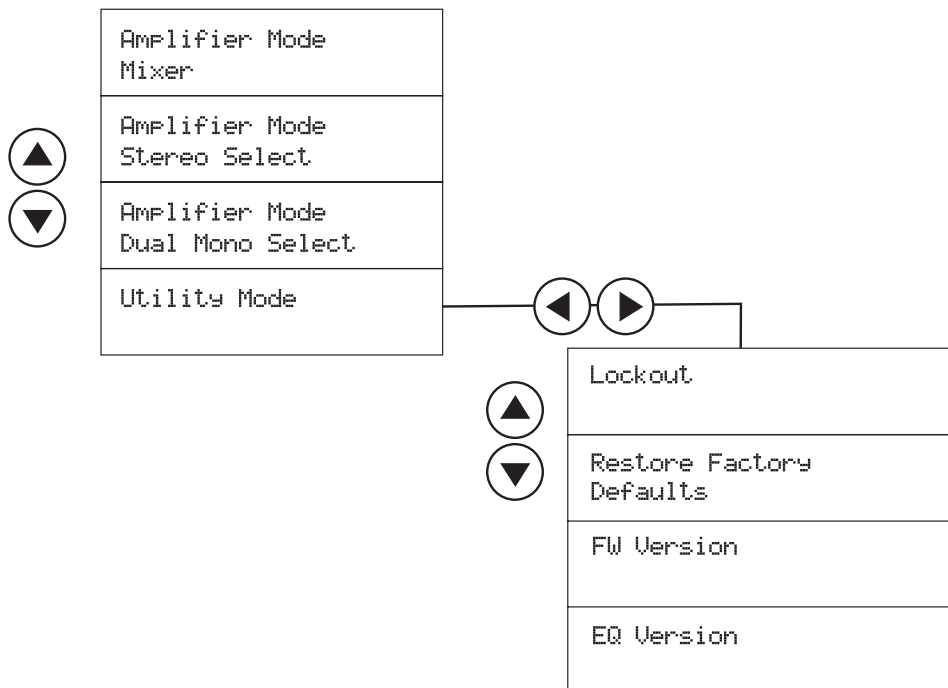 Amplifier Mode
Mixer
Amplifier Mode
Stereo Select
Amplifier Mode
Dual Mono Select
Utility Mode
Lockout
Restore Factory
Defaults
FW Version
EQ Version